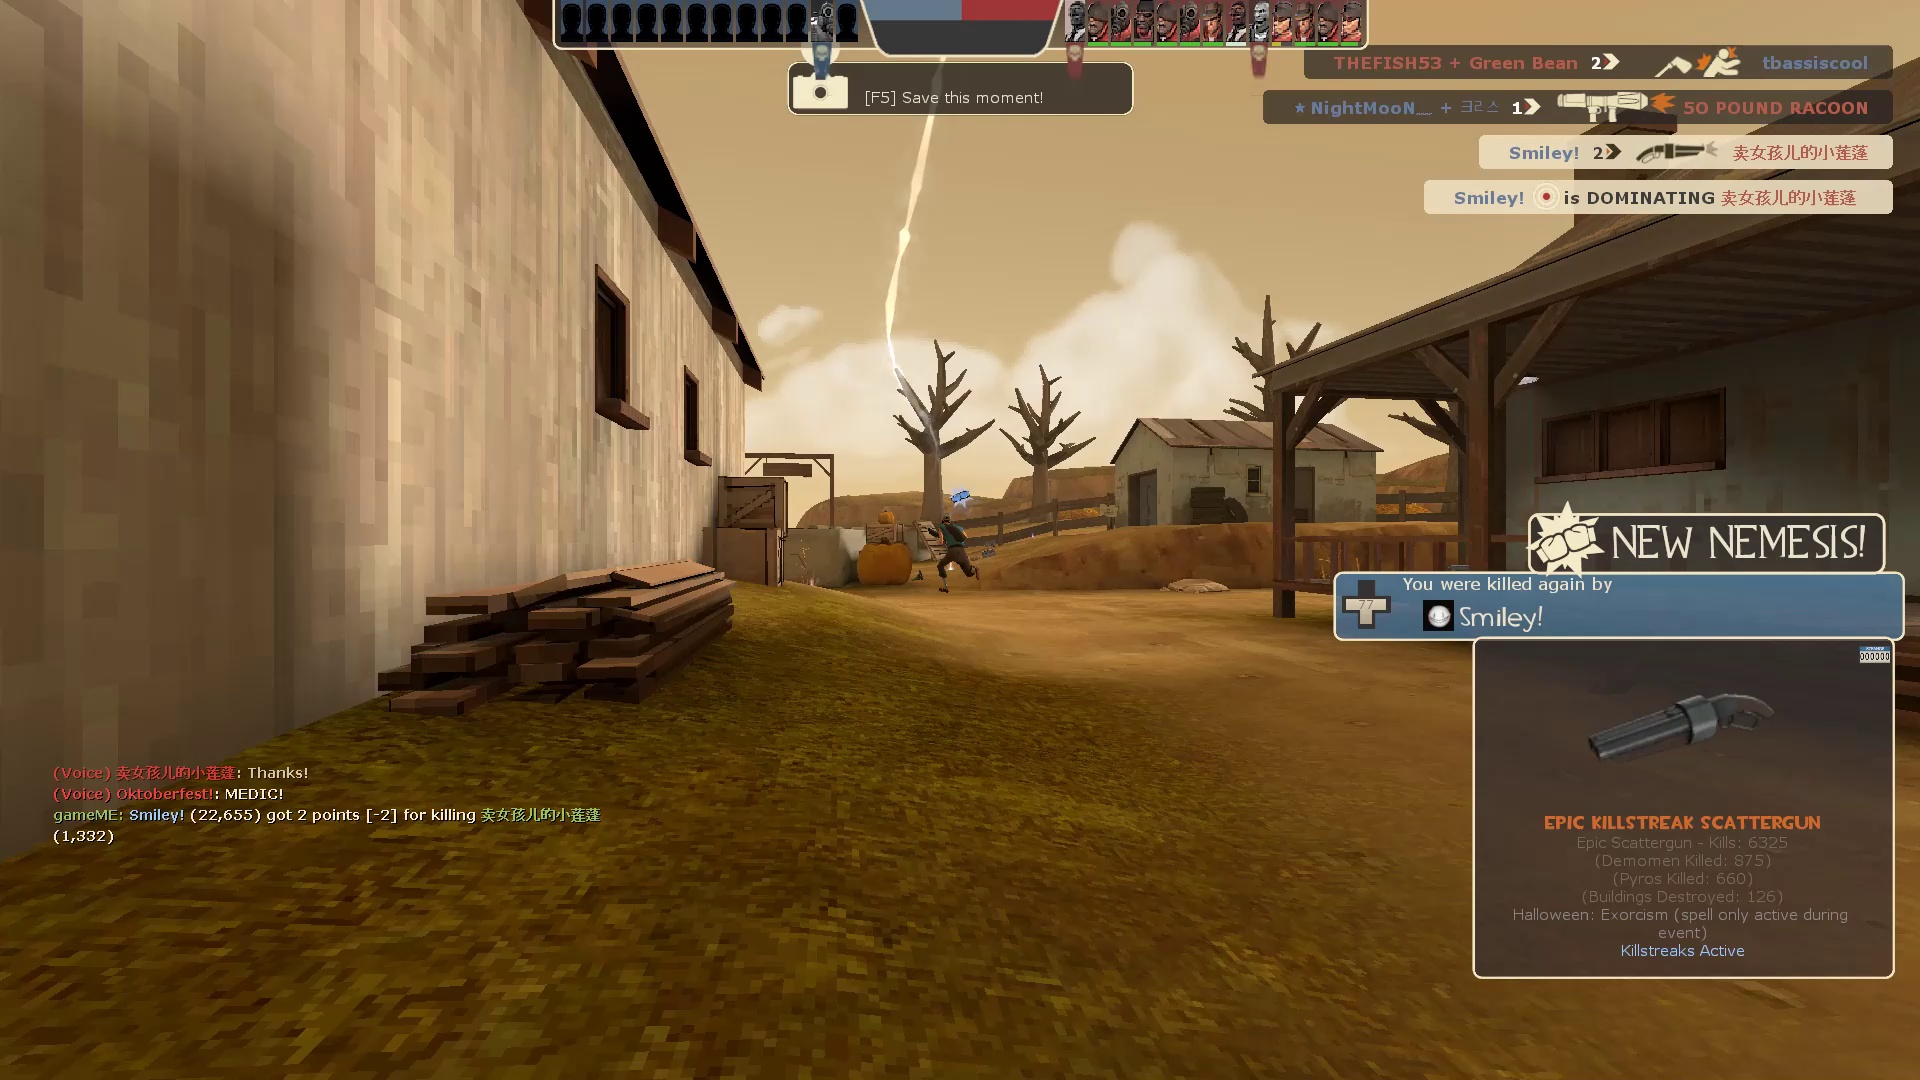 [F5] Save this moment!
THEFISH53 + Green Bean 2 tbassiscool
★ NightMooN__ + 크리스 1 50 POUND RACOON
Smiley! 2 卖女孩儿的小莲蓬
Smiley! is DOMINATING 卖女孩儿的小莲蓬
NEW NEMESIS!
You were killed again by
77
Smiley!
STRANGE
000000
EPIC KILLSTREAK SCATTERGUN
Epic Scattergun - Kills: 6325
(Demomen Killed: 875)
(Pyros Killed: 660)
(Buildings Destroyed: 126)
Halloween: Exorcism (spell only active during
event)
Killstreaks Active
(Voice) 卖女孩儿的小莲蓬: Thanks!
(Voice) Oktoberfest!: MEDIC!
gameME: Smiley! (22,655) got 2 points [-2] for killing 卖女孩儿的小莲蓬
(1,332)